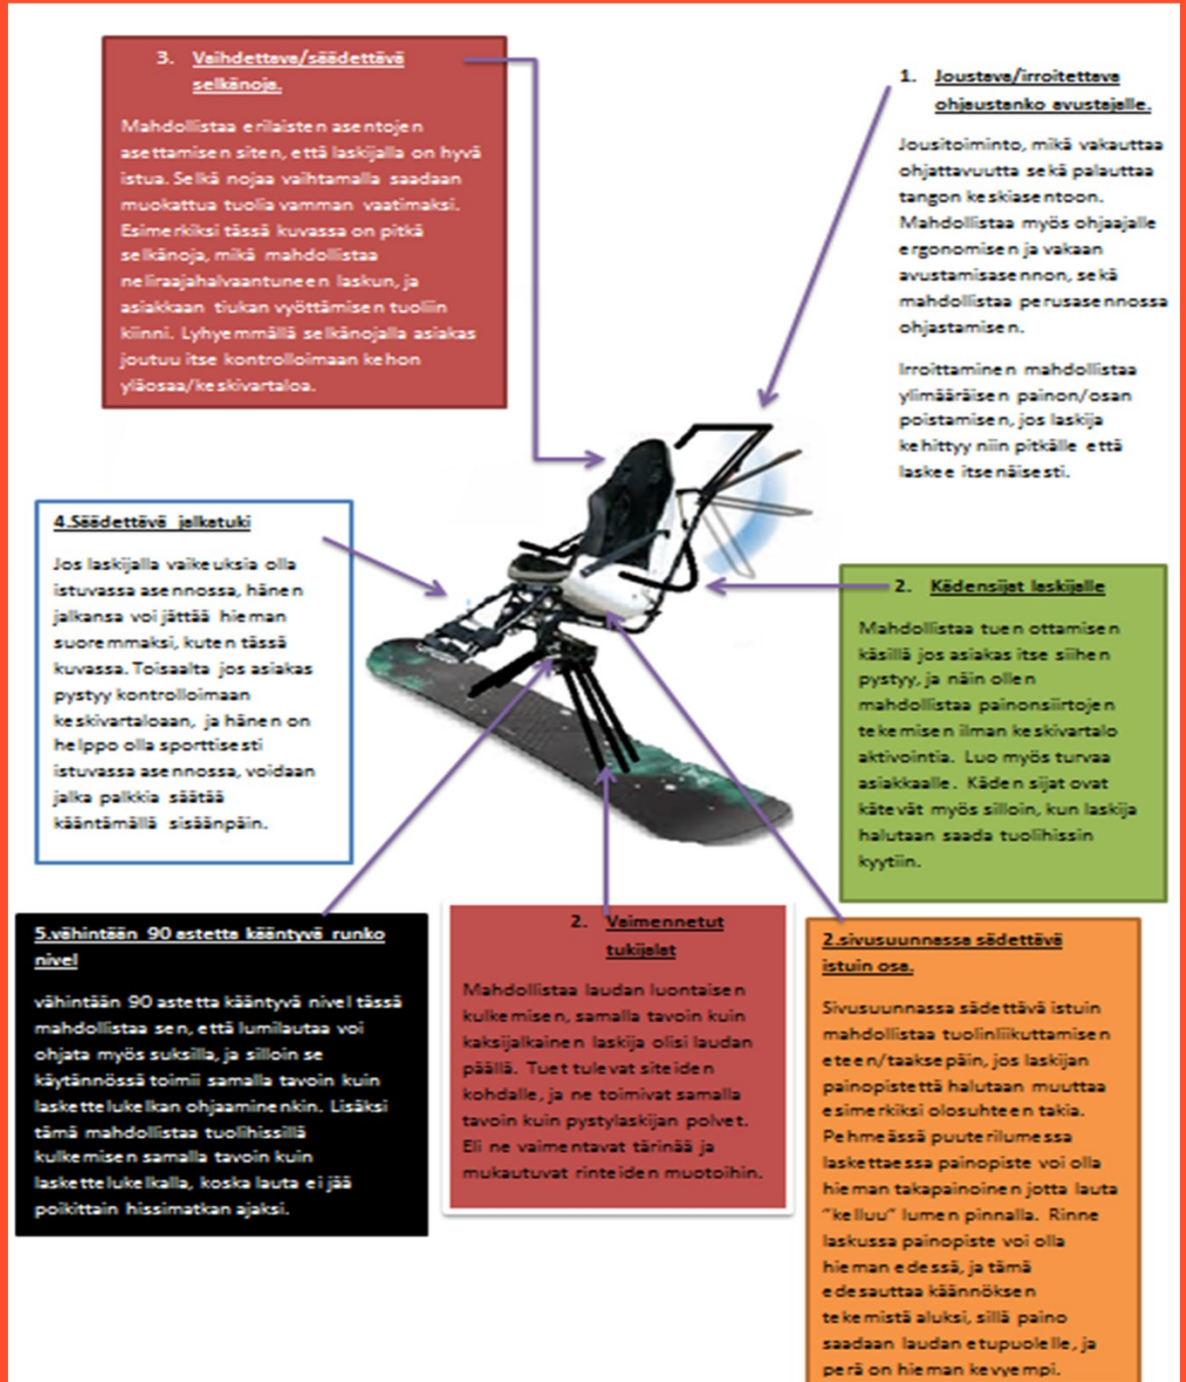 3. Vaihdettava/säädettävä
selkänoja.
Mahdollistaa erilaisten asentojen
asettamisen siten, että laskijalla on hyvä
istua. Selkä nojaa vaihtamalla saadaan
muokattua tuolia vamman vaatimaksi.
Esimerkiksi tässä kuvassa on pitkä
selkänoja, mikä mahdollistaa
neliraajahalvaantuneen laskun, ja
asiakkaan tiukan vyöttämisen tuoliin
kiinni. Lyhyemmällä selkänojalla asiakas
joutuu itse kontrolloimaan kehon
yläosaa/keskivartaloa.
1. Joustava/irroitettava
ohjaustanko avustajalle.
Jousitoiminto, mikä vakauttaa
ohjattavuutta sekä palauttaa
tangon keskiasentoon.
Mahdollistaa myös ohjaajalle
ergonomisen ja vakaan
avustamisasennon, sekä
mahdollistaa perusasennossa
ohjastamisen.
Irroittaminen mahdollistaa
ylimääräisen painon/osan
poistamisen, jos laskija
kehittyy niin pitkälle että
laskee itsenäisesti.
4.Säädettävä jalkatuki
Jos laskijalla vaikeuksia olla
istuvassa asennossa, hänen
jalkansa voi jättää hieman
suoremmaksi, kuten tässä
kuvassa. Toisaalta jos asiakas
pystyy kontrolloimaan
keskivartaloaan, ja hänen on
helppo olla sporttisesti
istuvassa asennossa, voidaan
jalka palkkia säätää
kääntämällä sisäänpäin.
2. Kädensijat laskijalle
Mahdollistaa tuen ottamisen
käsillä jos asiakas itse siihen
pystyy, ja näin ollen
mahdollistaa painonsiirtojen
tekemisen ilman keskivartalo
aktivointia. Luo myös turvaa
asiakkaalle. Käden sijat ovat
kätevät myös silloin, kun laskija
halutaan saada tuolihissin
kyytiin.
5.vähintään 90 astetta kääntyvä runko
nivel
vähintään 90 astetta kääntyvä nivel tässä
mahdollistaa sen, että lumilautaa voi
ohjata myös suksilla, ja silloin se
käytännössä toimii samalla tavoin kuin
laskettelukelkan ohjaaminenkin. Lisäksi
tämä mahdollistaa tuolihissillä
kulkemisen samalla tavoin kuin
laskettelukelkalla, koska lauta ei jää
poikittain hissimatkan ajaksi.
2. Vaimennetut
tukijalat
Mahdollistaa laudan luontaisen
kulkemisen, samalla tavoin kuin
kaksijalkainen laskija olisi laudan
päällä. Tuet tulevat siteiden
kohdalle, ja ne toimivat samalla
tavoin kuin pystylaskijan polvet.
Eli ne vaimentavat tärinää ja
mukautuvat rinteiden muotoihin.
2.sivusuunnassa sädettävä
istuin osa.
Sivusuunnassa sädettävä istuin
mahdollistaa tuolinliikuttamisen
eteen/taaksepäin, jos laskijan
painopistettä halutaan muuttaa
esimerkiksi olosuhteen takia.
Pehmeässä puuterilumessa
laskettaessa painopiste voi olla
hieman takapainoinen jotta lauta
"kelluu" lumen pinnalla. Rinne
laskussa painopiste voi olla
hieman edessä, ja tämä
edesauttaa käännöksen
tekemistä aluksi, sillä paino
saadaan laudan etupuolelle, ja
perä on hieman kevyempi.